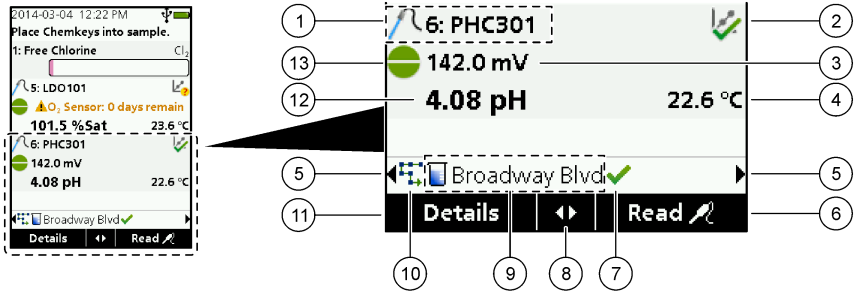 2014-03-04 12:22 PM
Place Chemkeys into sample.
1: Free Chlorine Cl2
5: LDO101
?
O2 Sensor: 0 days remain
101.5 %Sat 23.6 °C
6: PHC301
142.0 mV
4.08 pH 22.6 °C
Broadway Blvd
Details Read
1 6: PHC301 2
13 142.0 mV 3
12 4.08 pH 22.6 °C 4
5 Broadway Blvd 5
11 Details Read 6
10 9 8 7